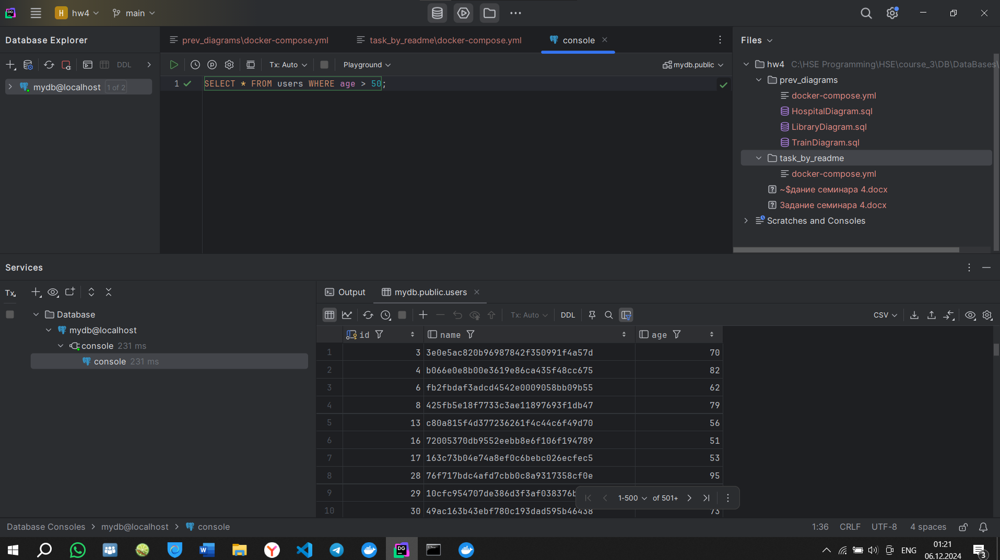 H hw4 main
Database Explorer
DDL
mydb@localhost 1 of 2
prev_diagrams\docker-compose.yml task_by_readme\docker-compose.yml console
Tx: Auto Playground mydb.public
1 SELECT * FROM users WHERE age > 50;
Files
hw4 C:\HSE Programming\HSE\course_3\DB\DataBases\
prev_diagrams
docker-compose.yml
HospitalDiagram.sql
LibraryDiagram.sql
TrainDiagram.sql
task_by_readme
docker-compose.yml
~$дание семинара 4.docx
Задание семинара 4.docx
Scratches and Consoles
Services
Tx
Database
mydb@localhost
console 231 ms
console 231 ms
Output mydb.public.users
Tx: Auto DDL CSV
id name age
1 3 3e0e5ac820b96987842f350991f4a57d 70
2 4 b066e0e8b00e3619e86ca435f48cc675 82
3 6 fb2fbdaf3adcd4542e0009058bb09b55 62
4 8 425fb5e18f7733c3ae11897693f1db47 79
5 13 c80a815f4d377236261f4c44c6f49d70 56
6 16 72005370db9552eebb8e6f106f194789 51
7 17 163c73b04e74a8ef0c6bebc026ecfec5 53
8 28 76f717bdc4afd7cbb0c8a9317358cf0e 95
9 29 10cfc954707de386d3f3af038376b
10 30 49ac163b43ebf780c193dad595b46438 73
1-500 of 501+
Database Consoles > mydb@localhost > console
1:36 CRLF UTF-8 4 spaces
ENG
01:21
06.12.2024
3